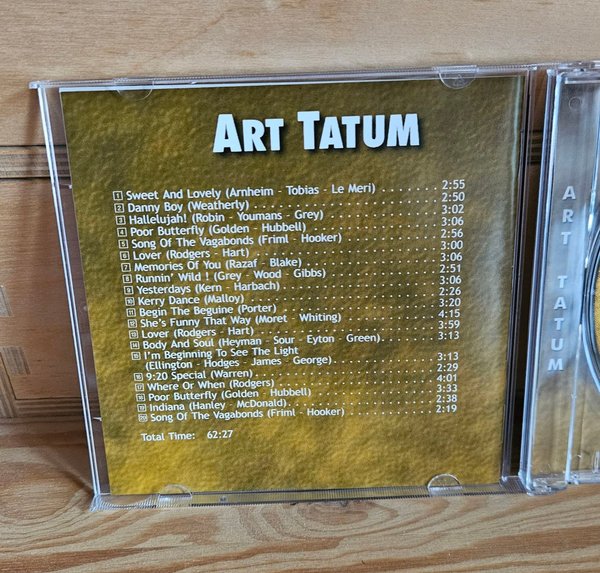 ART TATUM
1 Sweet And Lovely (Arnheim - Tobias - Le Meri) . . . . . . . . 2:55
2 Danny Boy (Weatherly) . . . . . . . . 2:50
3 Hallelujah! (Robin - Youmans - Grey) . . . . . . . . 3:02
4 Poor Butterfly (Golden - Hubbell) . . . . . . . . 3:06
5 Song Of The Vagabonds (Friml - Hooker) . . . . . . . . 2:56
6 Lover (Rodgers - Hart) . . . . . . . . 3:00
7 Memories Of You (Razaf - Blake) . . . . . . . . 3:06
8 Runnin' Wild ! (Grey - Wood - Gibbs) . . . . . . . . 2:51
9 Yesterdays (Kern - Harbach) . . . . . . . . 3:06
10 Kerry Dance (Malloy) . . . . . . . . 2:26
11 Begin The Beguine (Porter) . . . . . . . . 3:20
12 She's Funny That Way (Moret - Whiting) . . . . . . . . 4:15
13 Lover (Rodgers - Hart) . . . . . . . . 3:59
14 Body And Soul (Heyman - Sour - Eyton - Green) . . . . . . . . 3:13
15 I'm Beginning To See The Light
(Ellington - Hodges - James - George) . . . . . . . . 3:13
16 9-20 Special (Warren) . . . . . . . . 2:29
17 Where Or When (Rodgers) . . . . . . . . 4:01
18 Poor Butterfly (Golden - Hubbell) . . . . . . . . 3:33
19 Indiana (Hanley - McDonald) . . . . . . . . 2:38
20 Song Of The Vagabonds (Friml - Hooker) . . . . . . . . 2:19
Total Time: 62:27
ART TATUM